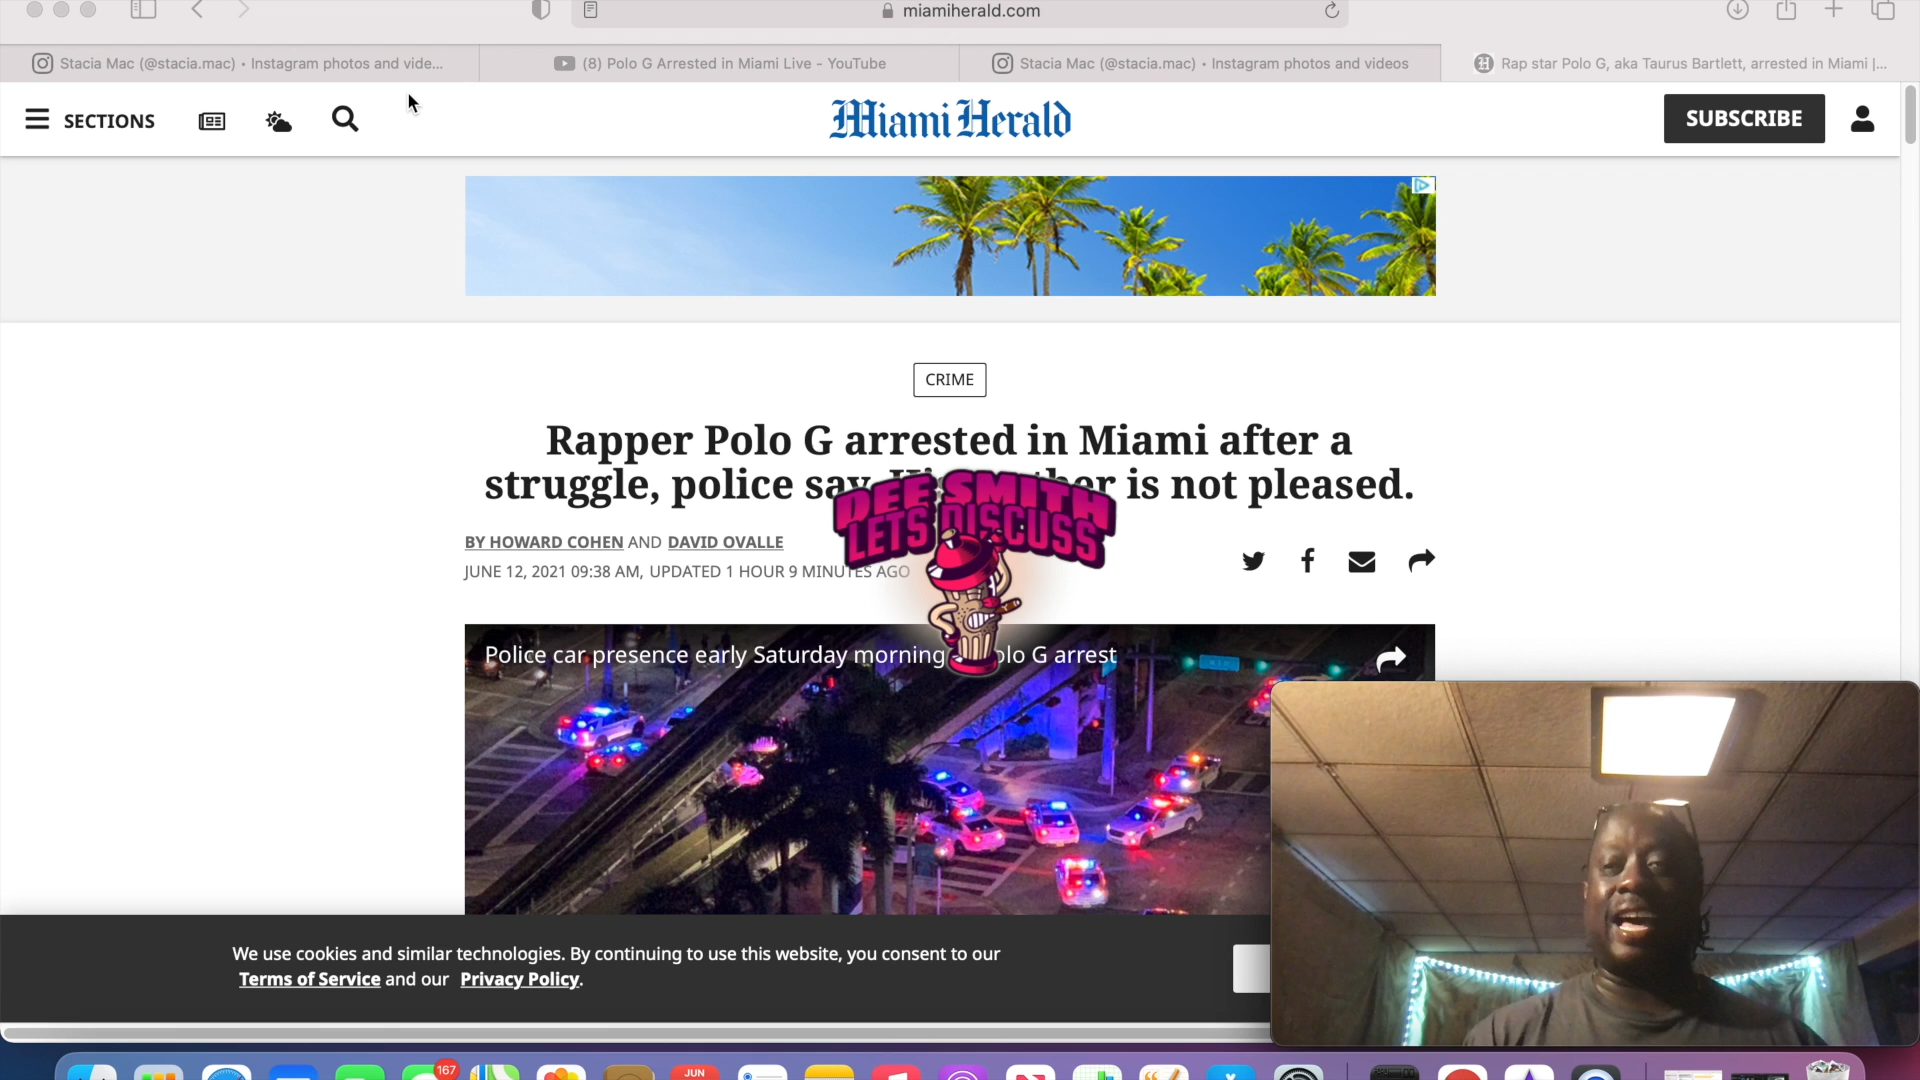 miamiherald.com
Stacia Mac (@stacia.mac) • Instagram photos and vide...
(8) Polo G Arrested in Miami Live - YouTube
Stacia Mac (@stacia.mac) • Instagram photos and videos
Rap star Polo G, aka Taurus Bartlett, arrested in Miami |...
SECTIONS
Miami Herald
SUBSCRIBE
CRIME
Rapper Polo G arrested in Miami after a
struggle, police say. is not pleased.
DEE SMITH
LETS DISCUSS
BY HOWARD COHEN AND DAVID OVALLE
JUNE 12, 2021 09:38 AM, UPDATED 1 HOUR 9 MINUTES AGO
Police car presence early Saturday morning G arrest
We use cookies and similar technologies. By continuing to use this website, you consent to our
Terms of Service and our Privacy Policy.
167
JUN